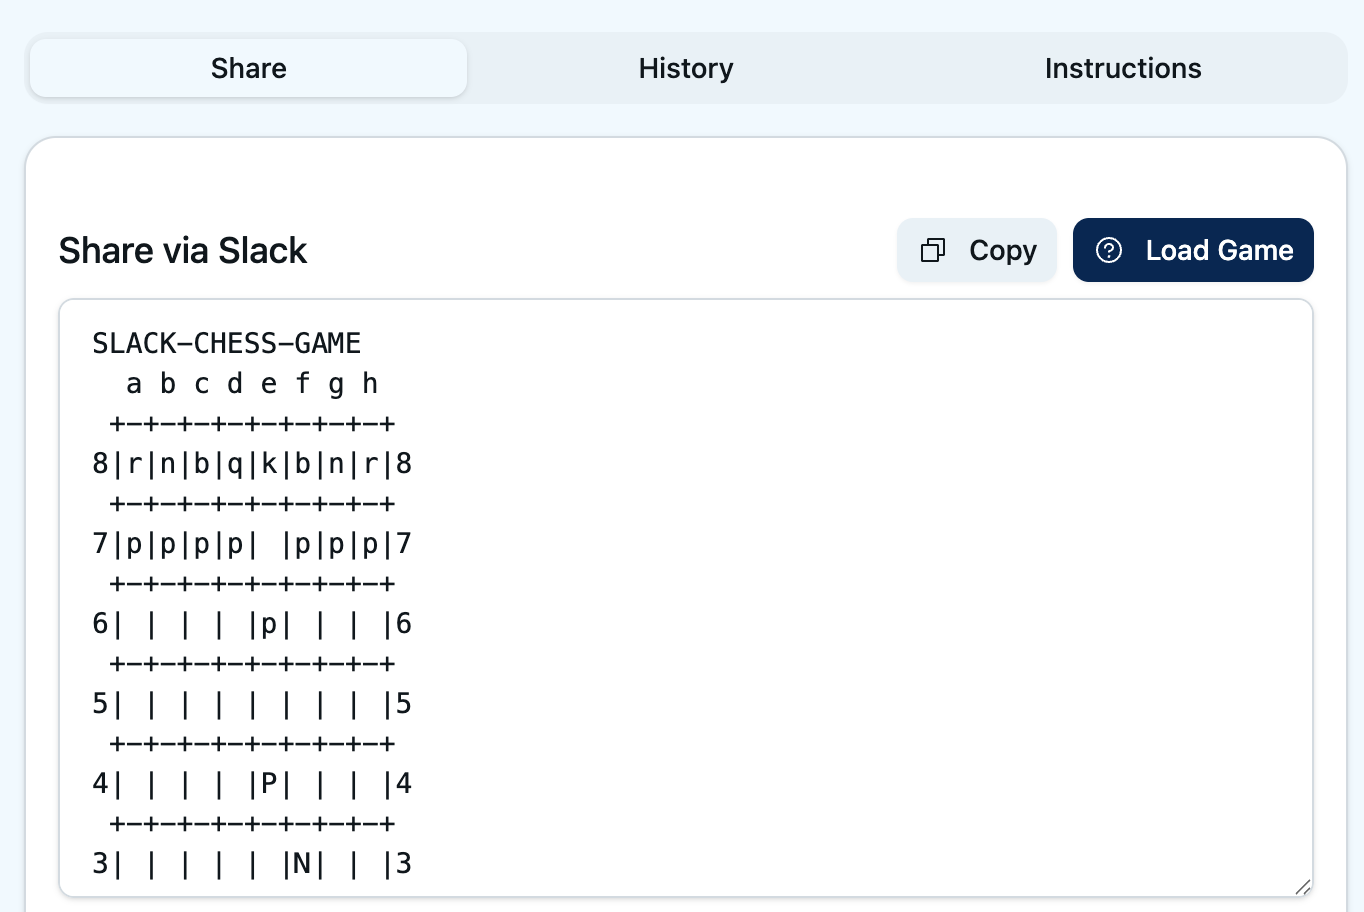 Share
History
Instructions
Share via Slack
Copy
Load Game
SLACK-CHESS-GAME
  a b c d e f g h
 +-+-+-+-+-+-+-+-+
8|r|n|b|q|k|b|n|r|8
 +-+-+-+-+-+-+-+-+
7|p|p|p|p| |p|p|p|7
 +-+-+-+-+-+-+-+-+
6| | | | |p| | | |6
 +-+-+-+-+-+-+-+-+
5| | | | | | | | |5
 +-+-+-+-+-+-+-+-+
4| | | | |P| | | |4
 +-+-+-+-+-+-+-+-+
3| | | | | |N| | |3